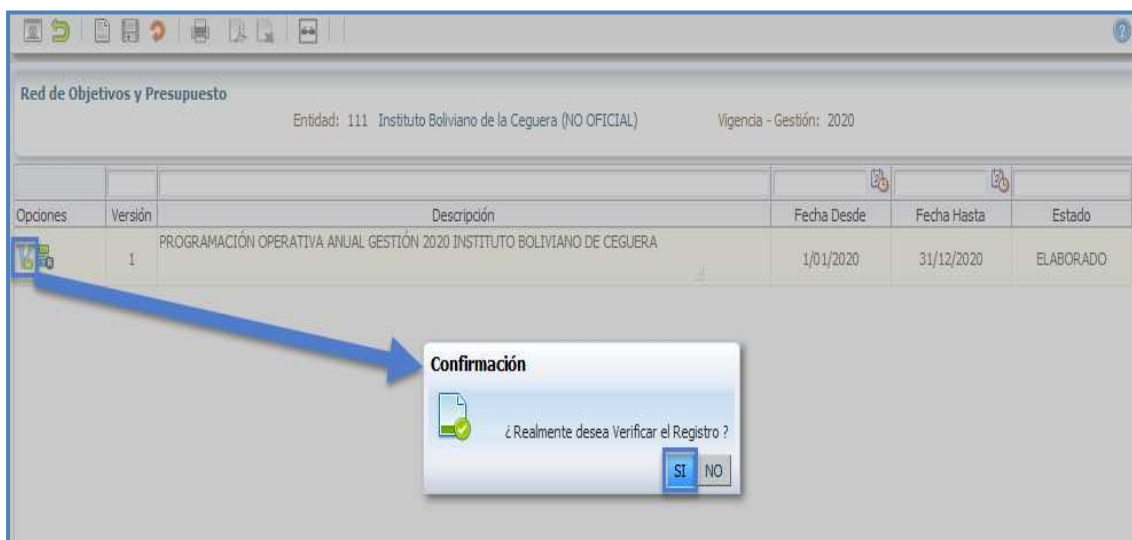 Red de Objetivos y Presupuesto
Entidad: 111 Instituto Boliviano de la Ceguera (NO OFICIAL) Vigencia - Gestión: 2020
Opciones Versión Descripción Fecha Desde Fecha Hasta Estado
1 PROGRAMACIÓN OPERATIVA ANUAL GESTIÓN 2020 INSTITUTO BOLIVIANO DE CEGUERA 1/01/2020 31/12/2020 ELABORADO
Confirmación
¿ Realmente desea Verificar el Registro ?
SI NO